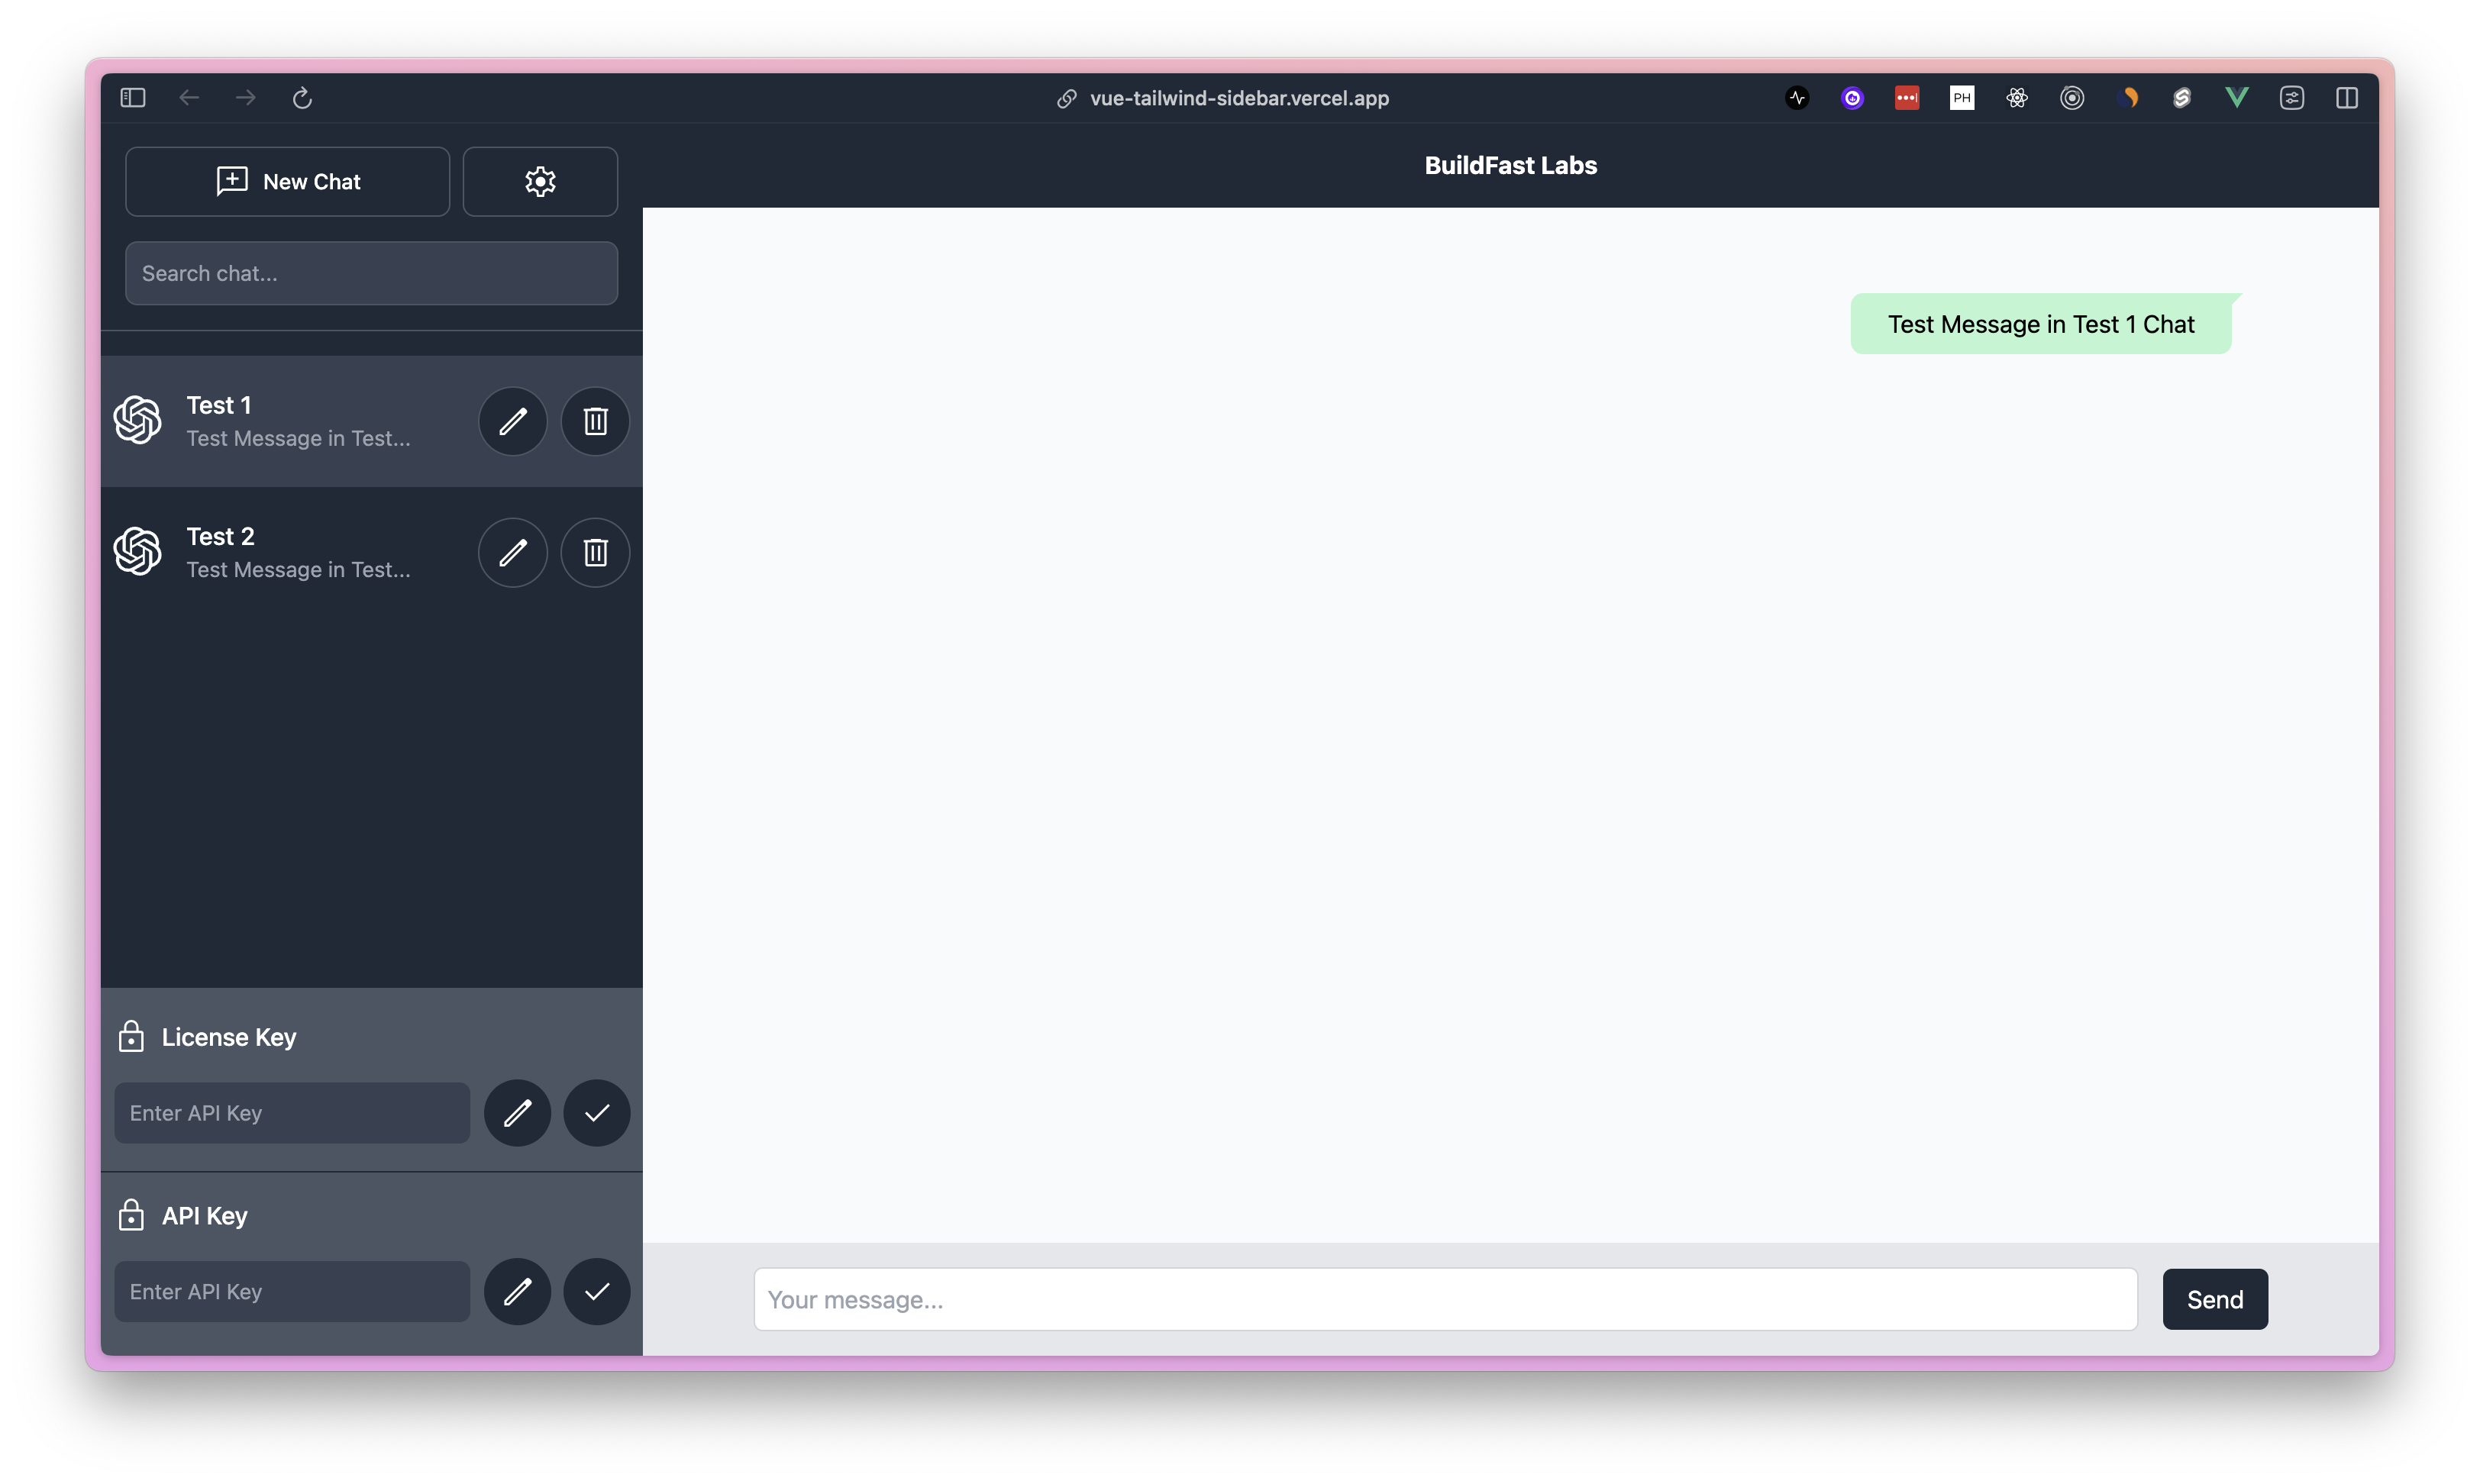 vue-tailwind-sidebar.vercel.app
PH
New Chat
BuildFast Labs
Search chat...
Test Message in Test 1 Chat
Test 1
Test Message in Test...
Test 2
Test Message in Test...
License Key
Enter API Key
API Key
Enter API Key
Your message...
Send